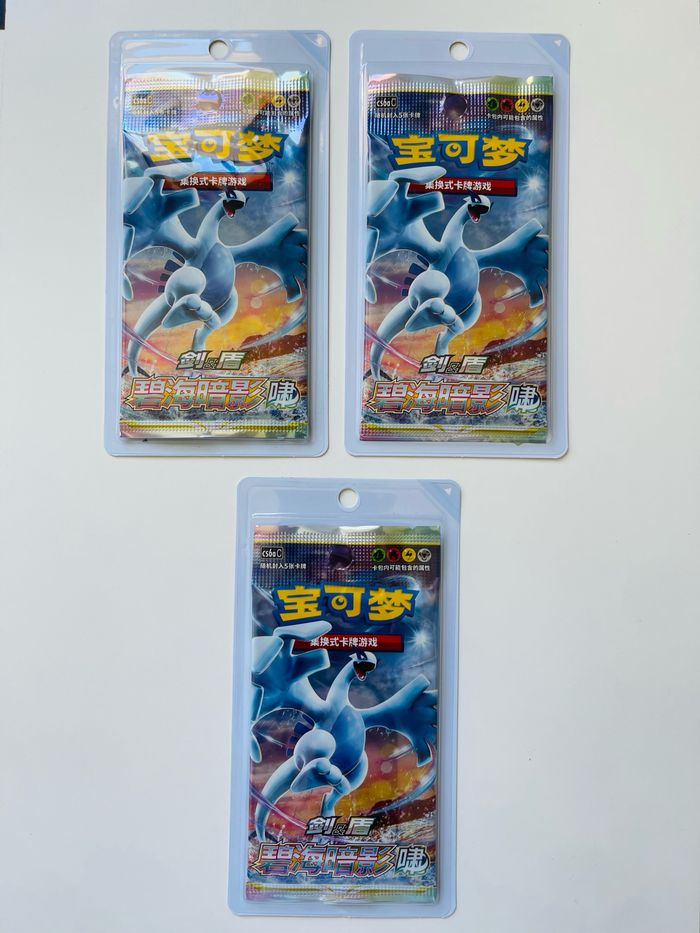 CS6a C
宝可梦
集换式卡牌游戏
剑&盾
碧海暗影 啸
CS6a C
随机封入5张卡牌
卡包内可能包含的属性
宝可梦
集换式卡牌游戏
剑&盾
碧海暗影 啸
CS6a C
随机封入5张卡牌
卡包内可能包含的属性
宝可梦
集换式卡牌游戏
剑&盾
碧海暗影 啸